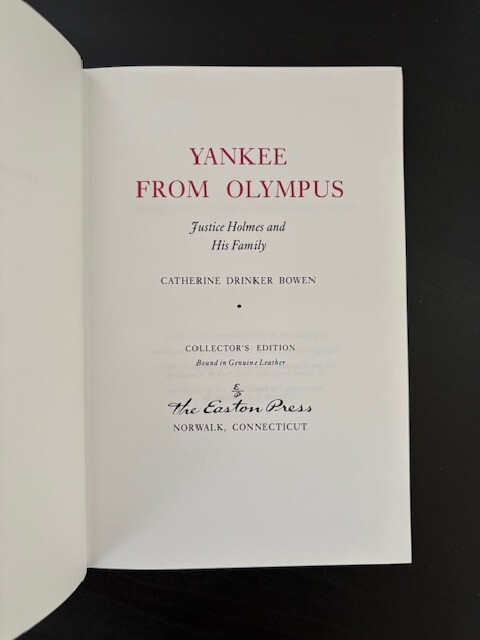 YANKEE
FROM OLYMPUS
Justice Holmes and
His Family
CATHERINE DRINKER BOWEN
COLLECTOR'S EDITION
Bound in Genuine Leather
The Easton Press
NORWALK, CONNECTICUT